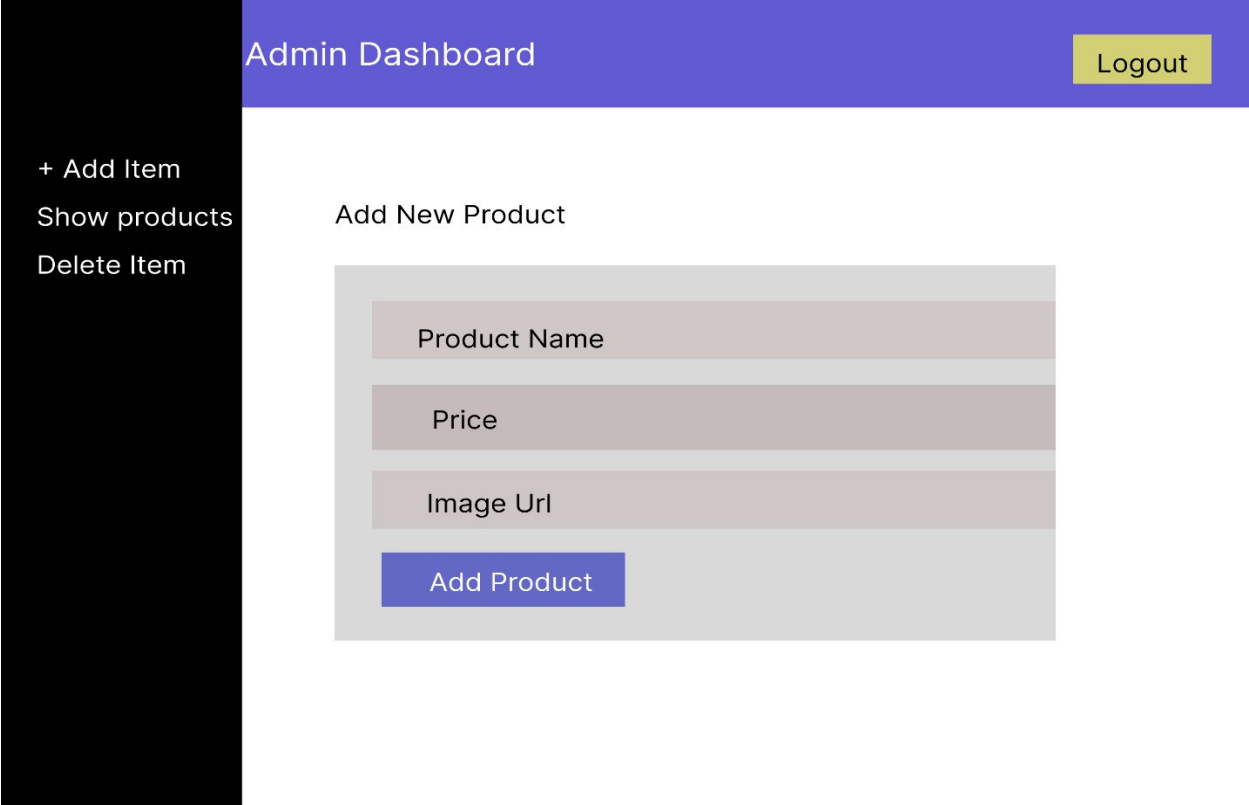 Admin Dashboard
Logout
+ Add Item
Show products
Delete Item
Add New Product
Product Name
Price
Image Url
Add Product